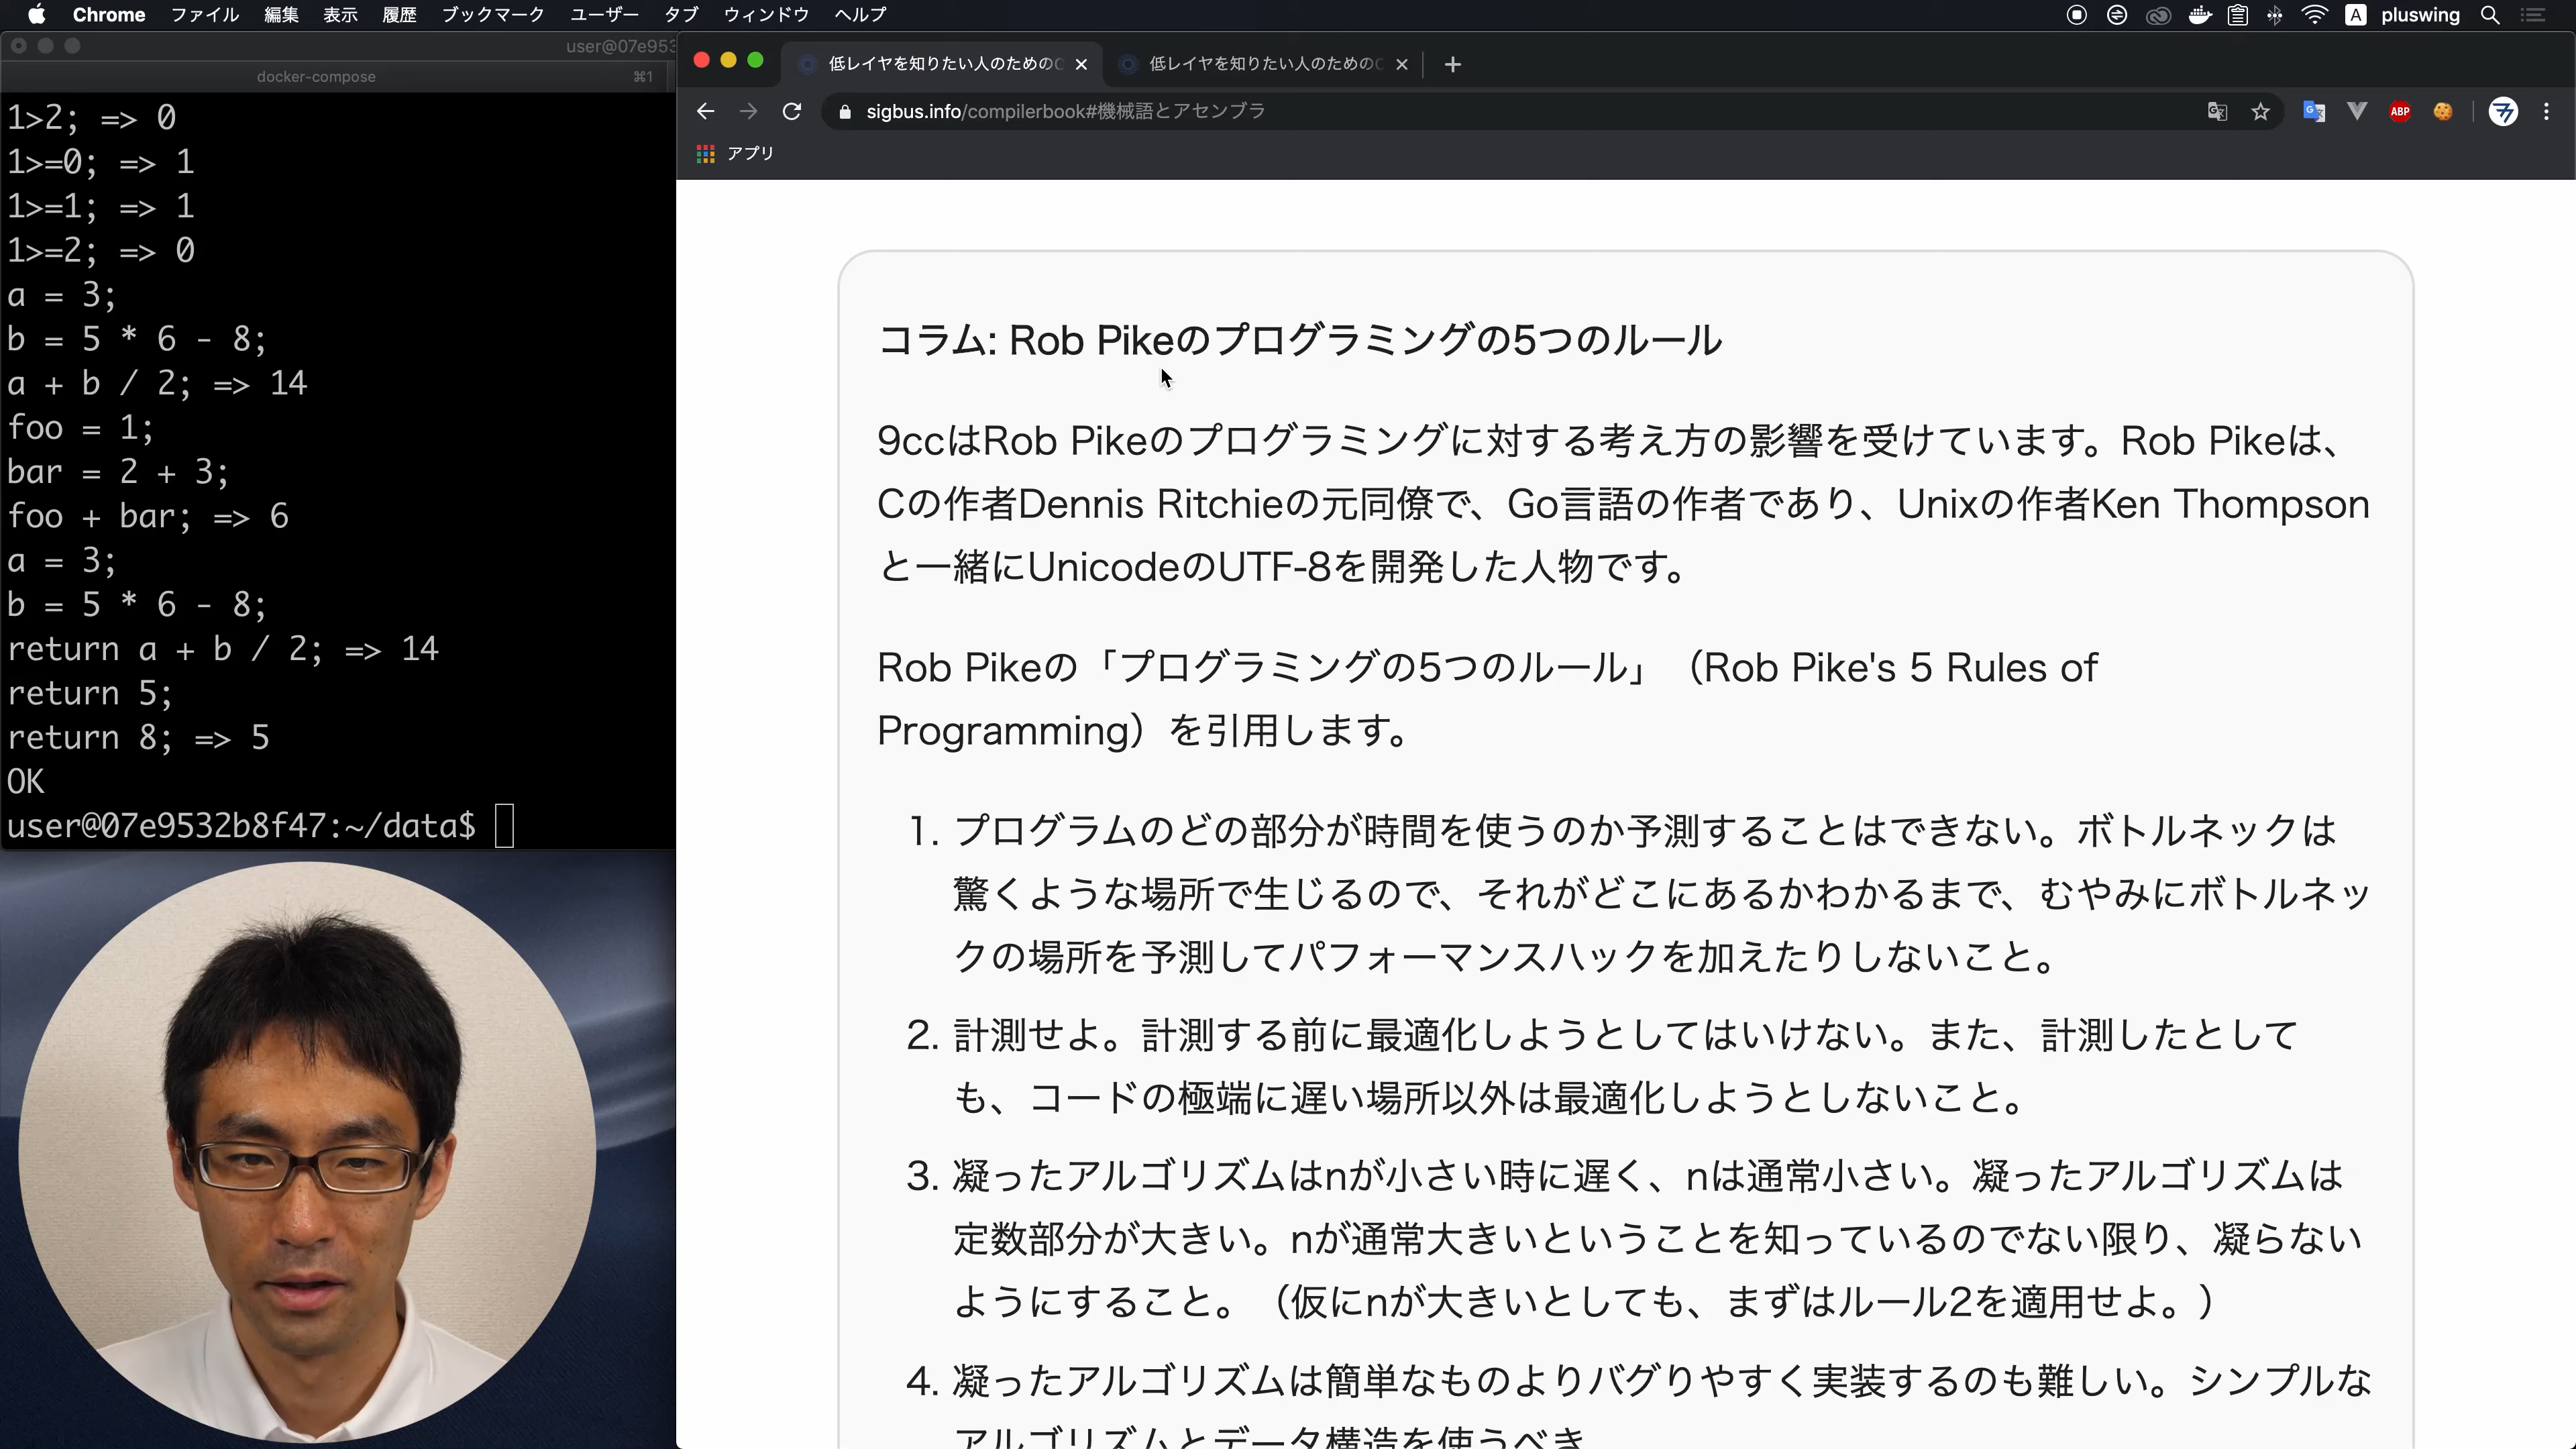 Chrome ファイル 編集 表示 履歴 ブックマーク ユーザー タブ ウィンドウ ヘルプ
A pluswing
user@07e953
docker-compose
⌘1
1>2; => 0
1>=0; => 1
1>=1; => 1
1>=2; => 0
a = 3;
b = 5 * 6 - 8;
a + b / 2; => 14
foo = 1;
bar = 2 + 3;
foo + bar; => 6
a = 3;
b = 5 * 6 - 8;
return a + b / 2; => 14
return 5;
return 8; => 5
OK
user@07e9532b8f47:~/data$
低レイヤを知りたい人のためのC
低レイヤを知りたい人のためのC
sigbus.info/compilerbook#機械語とアセンブラ
ABP
アプリ
コラム: Rob Pikeのプログラミングの5つのルール
9ccはRob Pikeのプログラミングに対する考え方の影響を受けています。Rob Pikeは、
Cの作者Dennis Ritchieの元同僚で、Go言語の作者であり、Unixの作者Ken Thompson
と一緒にUnicodeのUTF-8を開発した人物です。
Rob Pikeの「プログラミングの5つのルール」（Rob Pike's 5 Rules of
Programming）を引用します。
1. プログラムのどの部分が時間を使うのか予測することはできない。ボトルネックは
驚くような場所で生じるので、それがどこにあるかわかるまで、むやみにボトルネッ
クの場所を予測してパフォーマンスハックを加えたりしないこと。
2. 計測せよ。計測する前に最適化しようとしてはいけない。また、計測したとして
も、コードの極端に遅い場所以外は最適化しようとしないこと。
3. 凝ったアルゴリズムはnが小さい時に遅く、nは通常小さい。凝ったアルゴリズムは
定数部分が大きい。nが通常大きいということを知っているのでない限り、凝らない
ようにすること。（仮にnが大きいとしても、まずはルール2を適用せよ。）
4. 凝ったアルゴリズムは簡単なものよりバグりやすく実装するのも難しい。シンプルな
アルゴリズムとデータ構造を使うべき